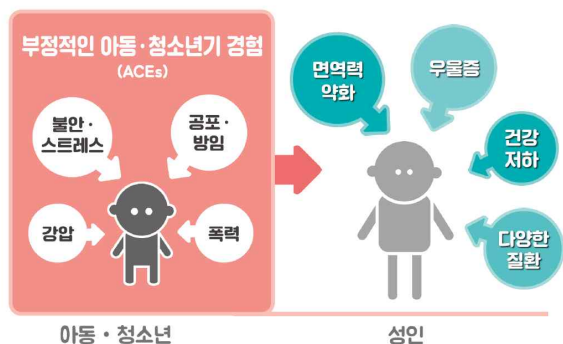 부정적인 아동·청소년기 경험
(ACEs)
불안·
스트레스
공포·
방임
강압
폭력
면역력
약화
우울증
건강
저하
다양한
질환
아동·청소년
성인